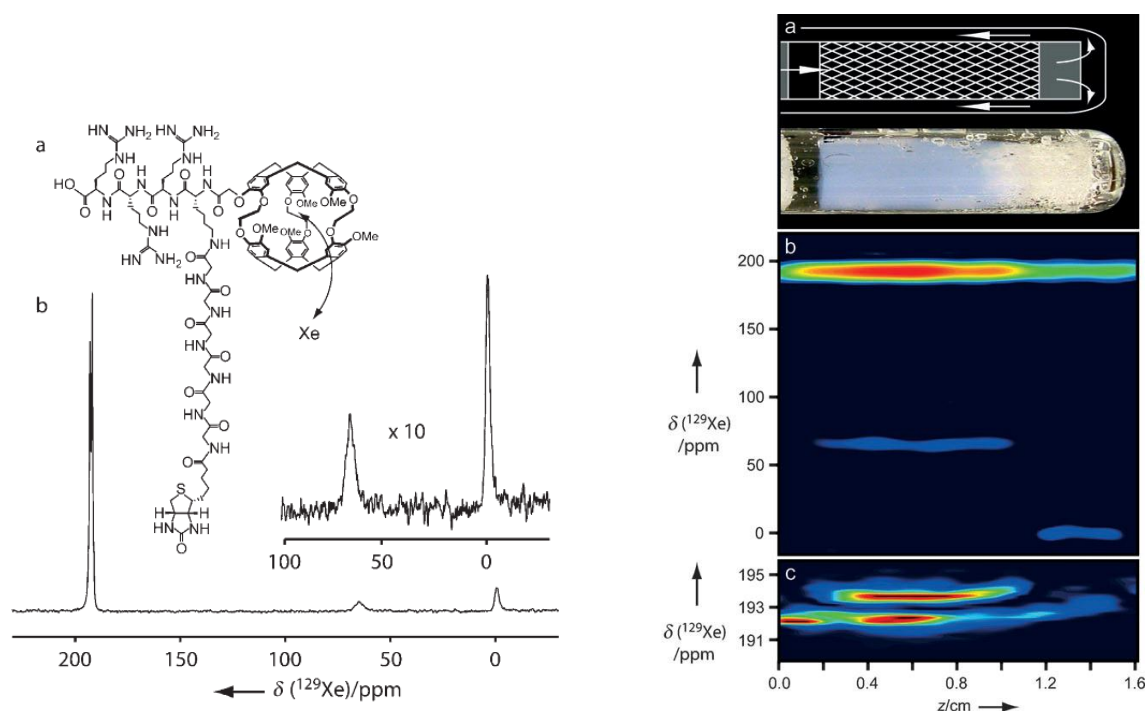 a
HN
NH2
HN
NH2
NH
NH
HO
O
H
N
O
N
H
O
H
N
O
N
H
O
O
OMe
OMe
OMe
OMe
OMe
HN
HN
NH2
NH
O
NH
O
HN
O
NH
O
HN
O
NH
O
HN
O
NH
O
Xe
b
x 10
S
H
H
HN
NH
O
100
50
0
200
150
100
50
0
δ (129Xe)/ppm
a
b
200
150
100
50
0
δ (129Xe)
/ppm
c
195
193
191
δ (129Xe)
/ppm
0
0.4
0.8
1.2
1.6
z/cm